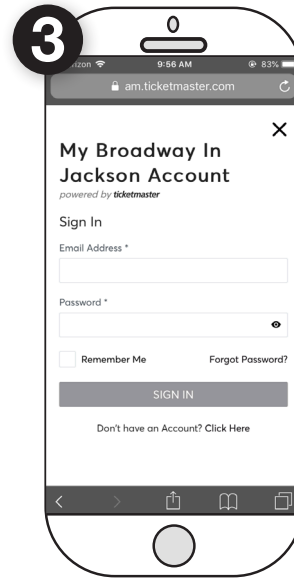 3
rizon 9:56 AM 83%
am.ticketmaster.com
My Broadway In
Jackson Account
powered by ticketmaster
Sign In
Email Address *
Password *
Remember Me Forgot Password?
SIGN IN
Don't have an Account? Click Here